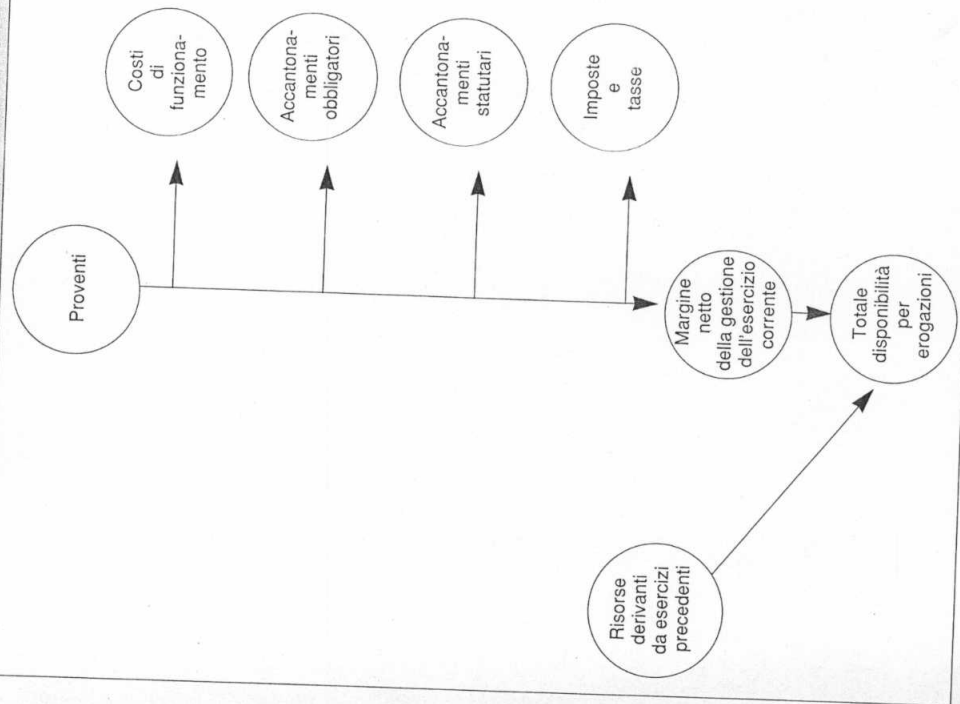 Proventi
Costi
di
funziona-
mento
Accantona-
menti
obbligatori
Accantona-
menti
statutari
Imposte
e
tasse
Margine
netto
della gestione
dell'esercizio
corrente
Risorse
derivanti
da esercizi
precedenti
Totale
disponibilità
per
erogazioni